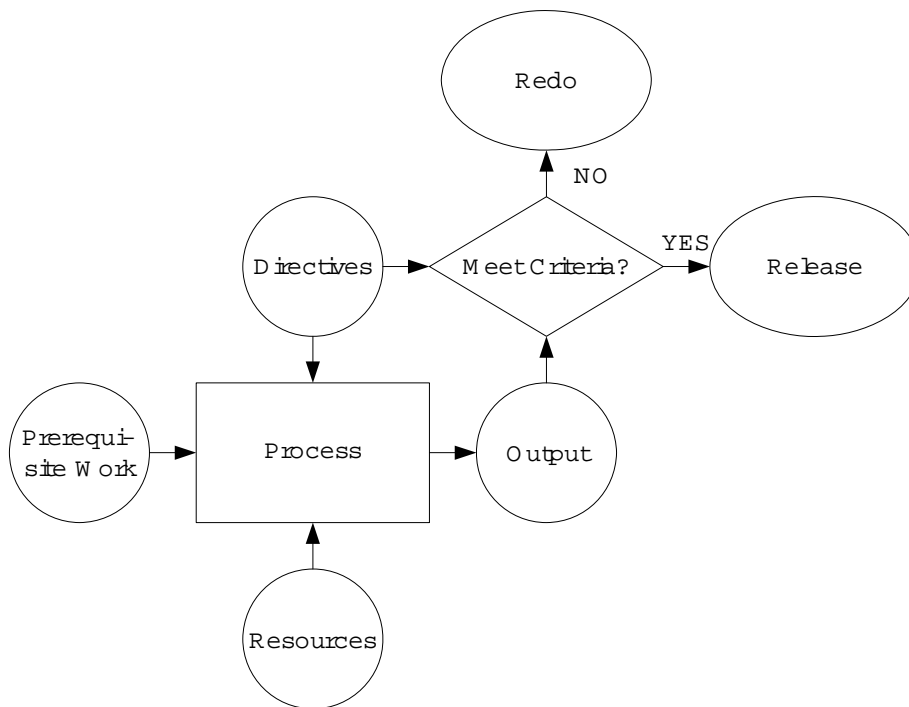 Redo
NO
YES
Directives
Meet Criteria?
Release
Prerequi-
site Work
Process
Output
Resources